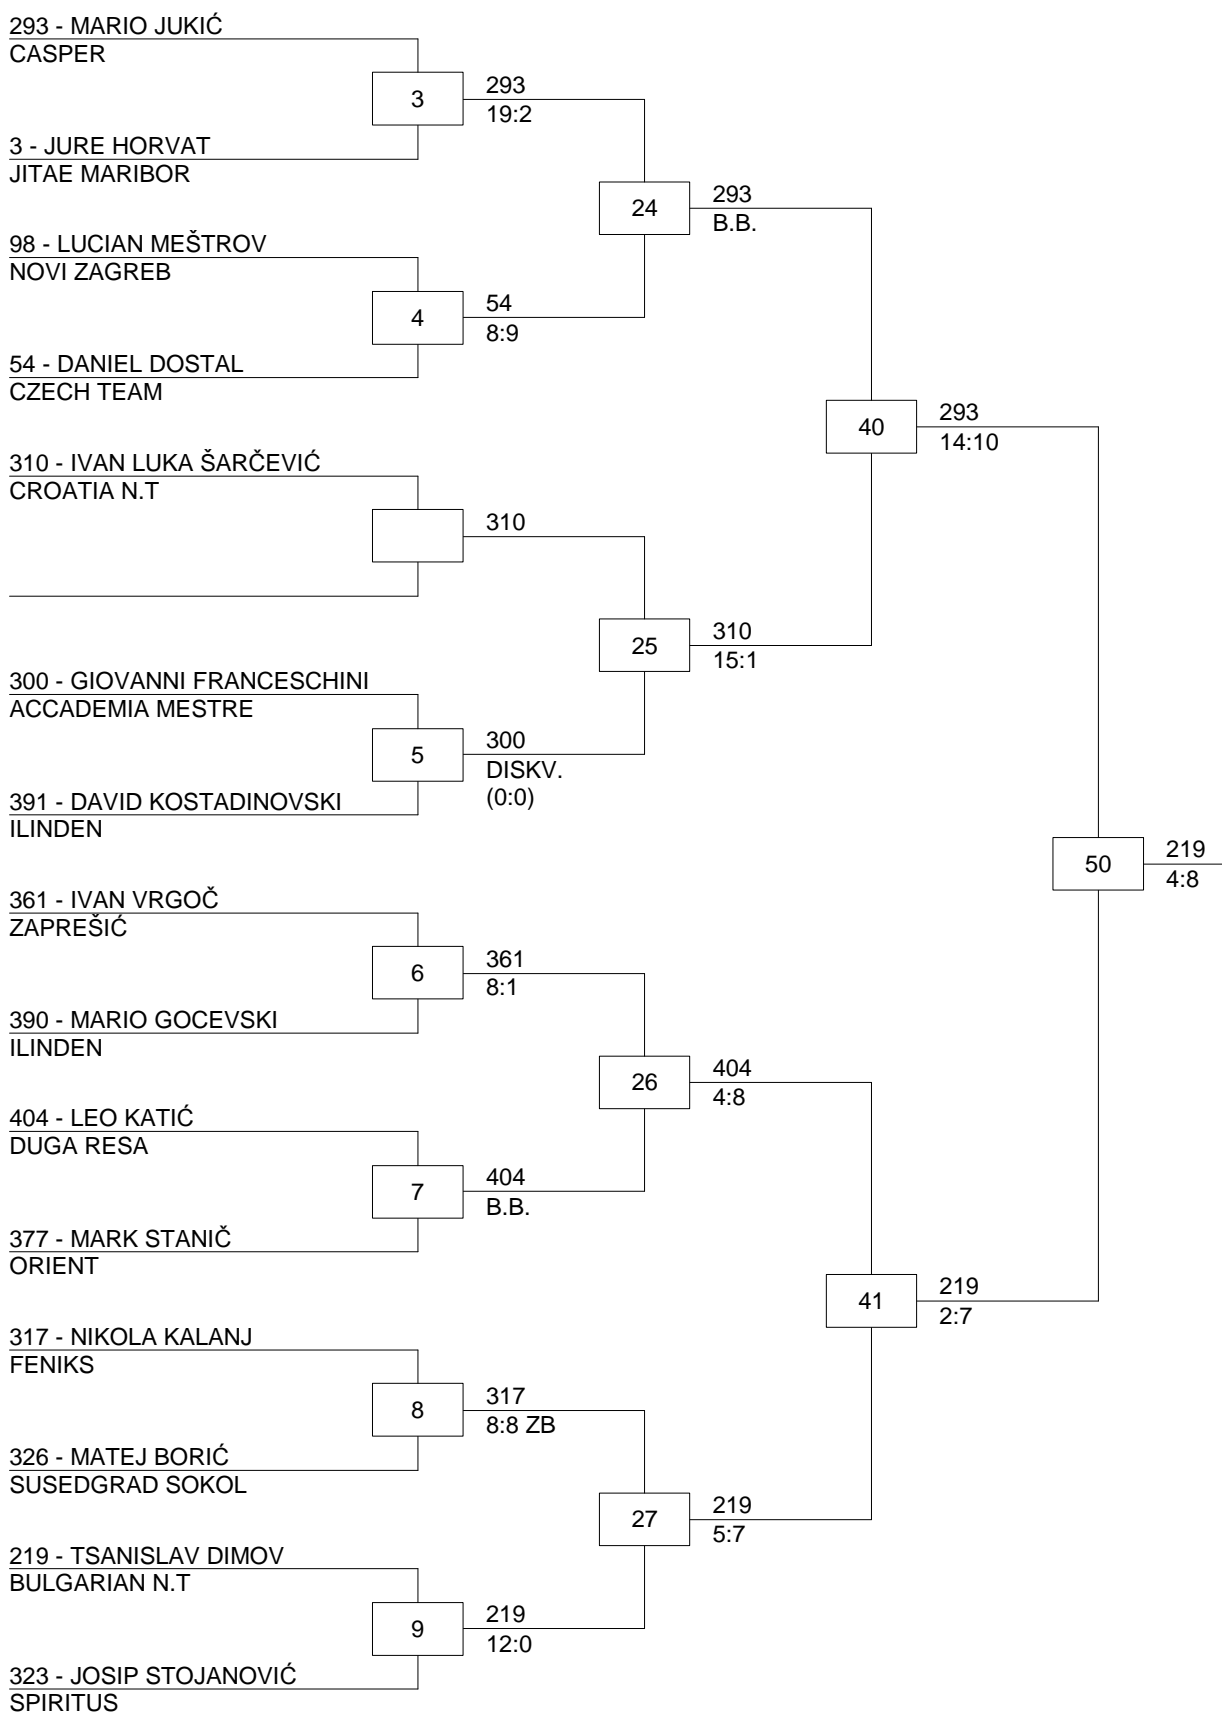 293 - MARIO JUKIĆ
CASPER
3
293
19:2
3 - JURE HORVAT
JITAE MARIBOR
24
293
B.B.
98 - LUCIAN MEŠTROV
NOVI ZAGREB
4
54
8:9
54 - DANIEL DOSTAL
CZECH TEAM
40
293
14:10
310 - IVAN LUKA ŠARČEVIĆ
CROATIA N.T
310
25
310
15:1
300 - GIOVANNI FRANCESCHINI
ACCADEMIA MESTRE
5
300
DISKV.
(0:0)
391 - DAVID KOSTADINOVSKI
ILINDEN
50
219
4:8
361 - IVAN VRGOČ
ZAPREŠIĆ
6
361
8:1
390 - MARIO GOCEVSKI
ILINDEN
26
404
4:8
404 - LEO KATIĆ
DUGA RESA
7
404
B.B.
377 - MARK STANIČ
ORIENT
41
219
2:7
317 - NIKOLA KALANJ
FENIKS
8
317
8:8 ZB
326 - MATEJ BORIĆ
SUSEDGRAD SOKOL
27
219
5:7
219 - TSANISLAV DIMOV
BULGARIAN N.T
9
219
12:0
323 - JOSIP STOJANOVIĆ
SPIRITUS